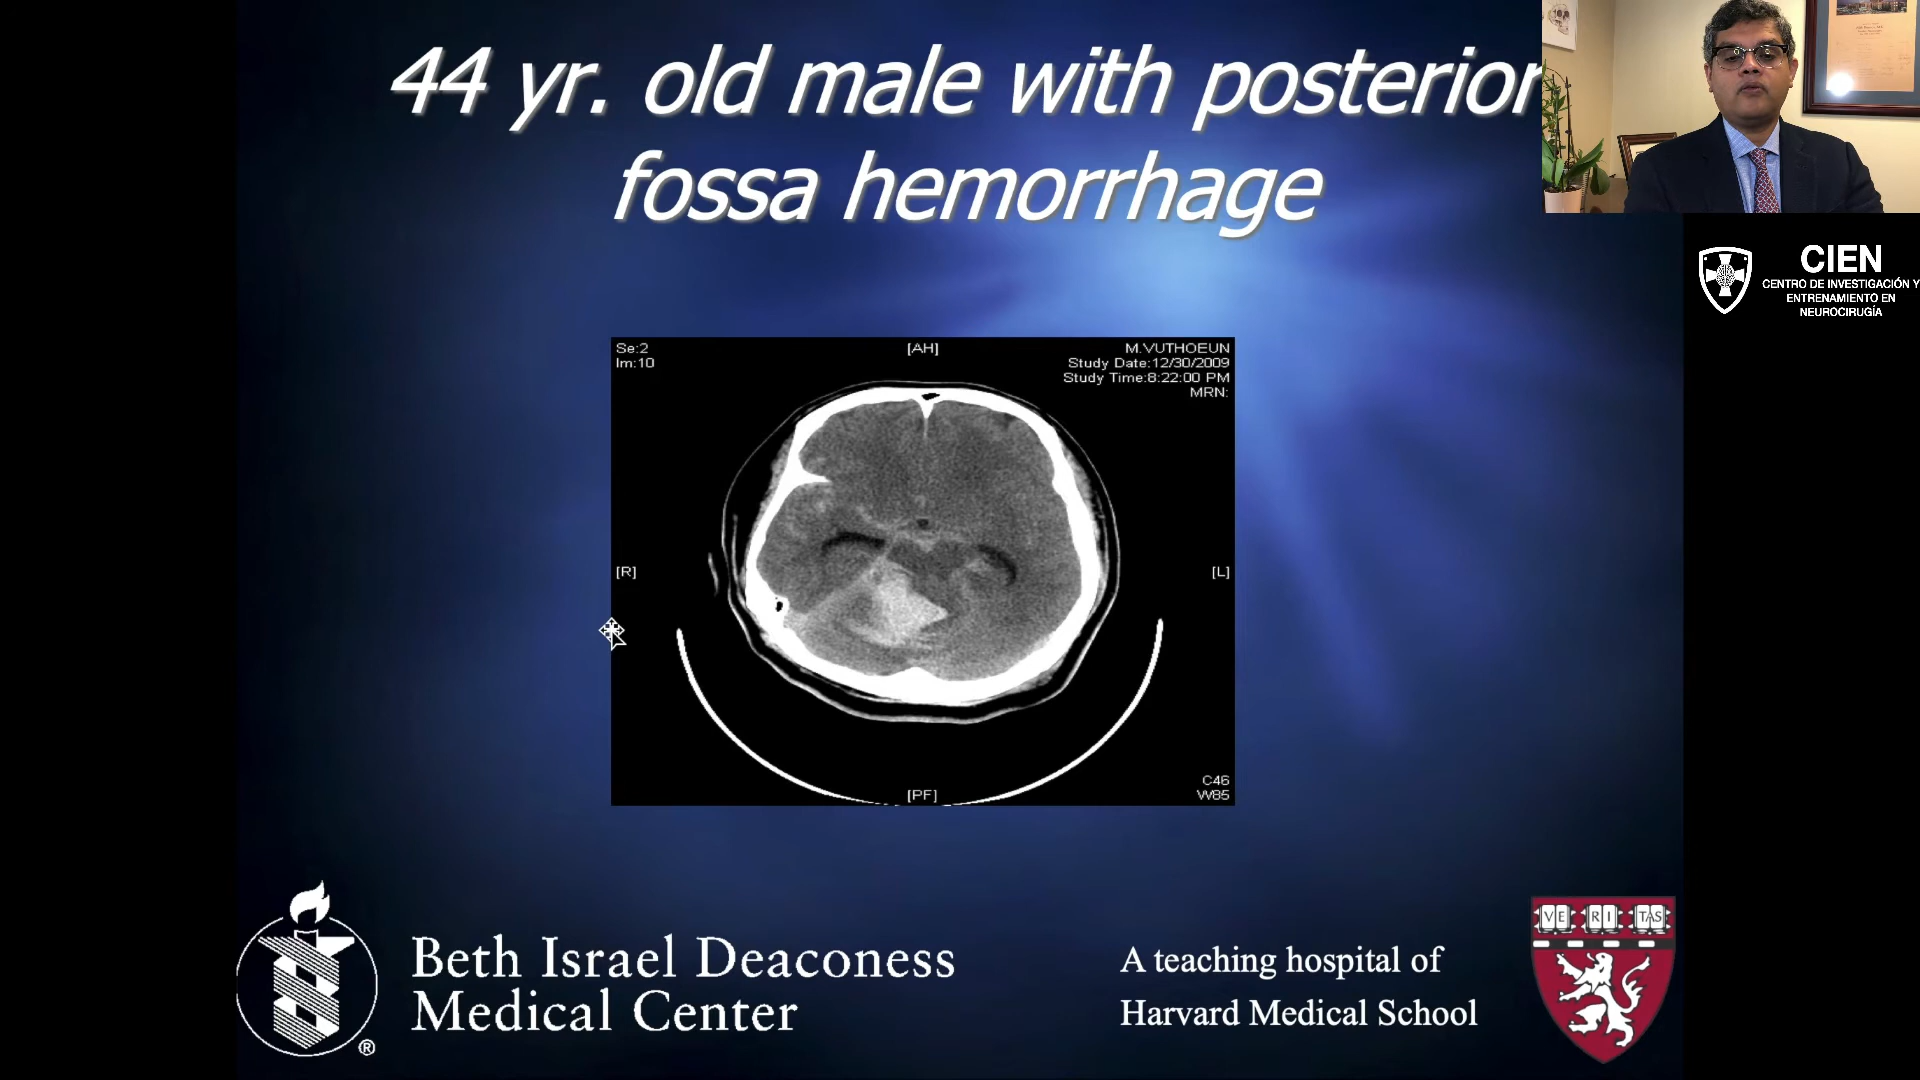 44 yr. old male with posterior
fossa hemorrhage
CIEN
CENTRO DE INVESTIGACIÓN Y
ENTRENAMIENTO EN
NEUROCIRUGÍA
Se:2
Im:10
[AH]
M.VUTHOEUN
Study Date:12/30/2009
Study Time:8:22:00 PM
MRN:
[R]
[L]
[PF]
C46
W85
Beth Israel Deaconess
Medical Center
®
A teaching hospital of
Harvard Medical School
VE RI TAS